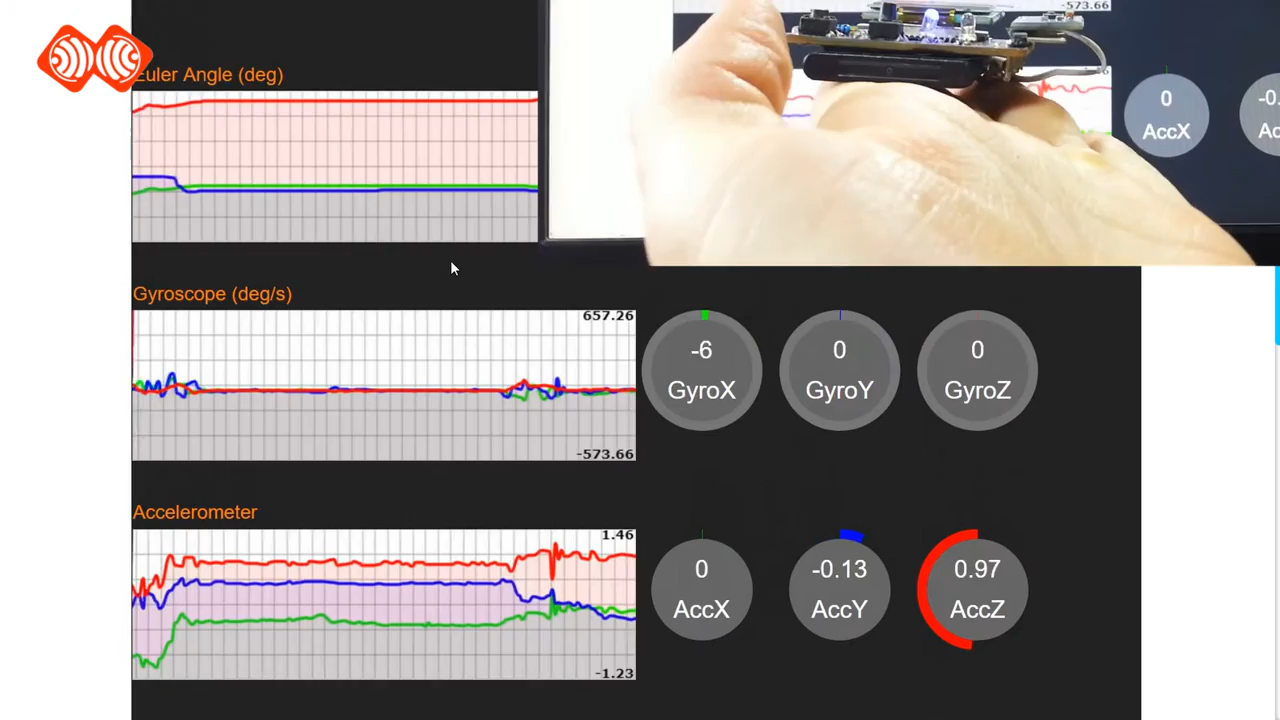 -573.66
Euler Angle (deg)
0
AccX
Gyroscope (deg/s)
657.26
-573.66
-6
GyroX
0
GyroY
0
GyroZ
Accelerometer
1.46
-1.23
0
AccX
-0.13
AccY
0.97
AccZ